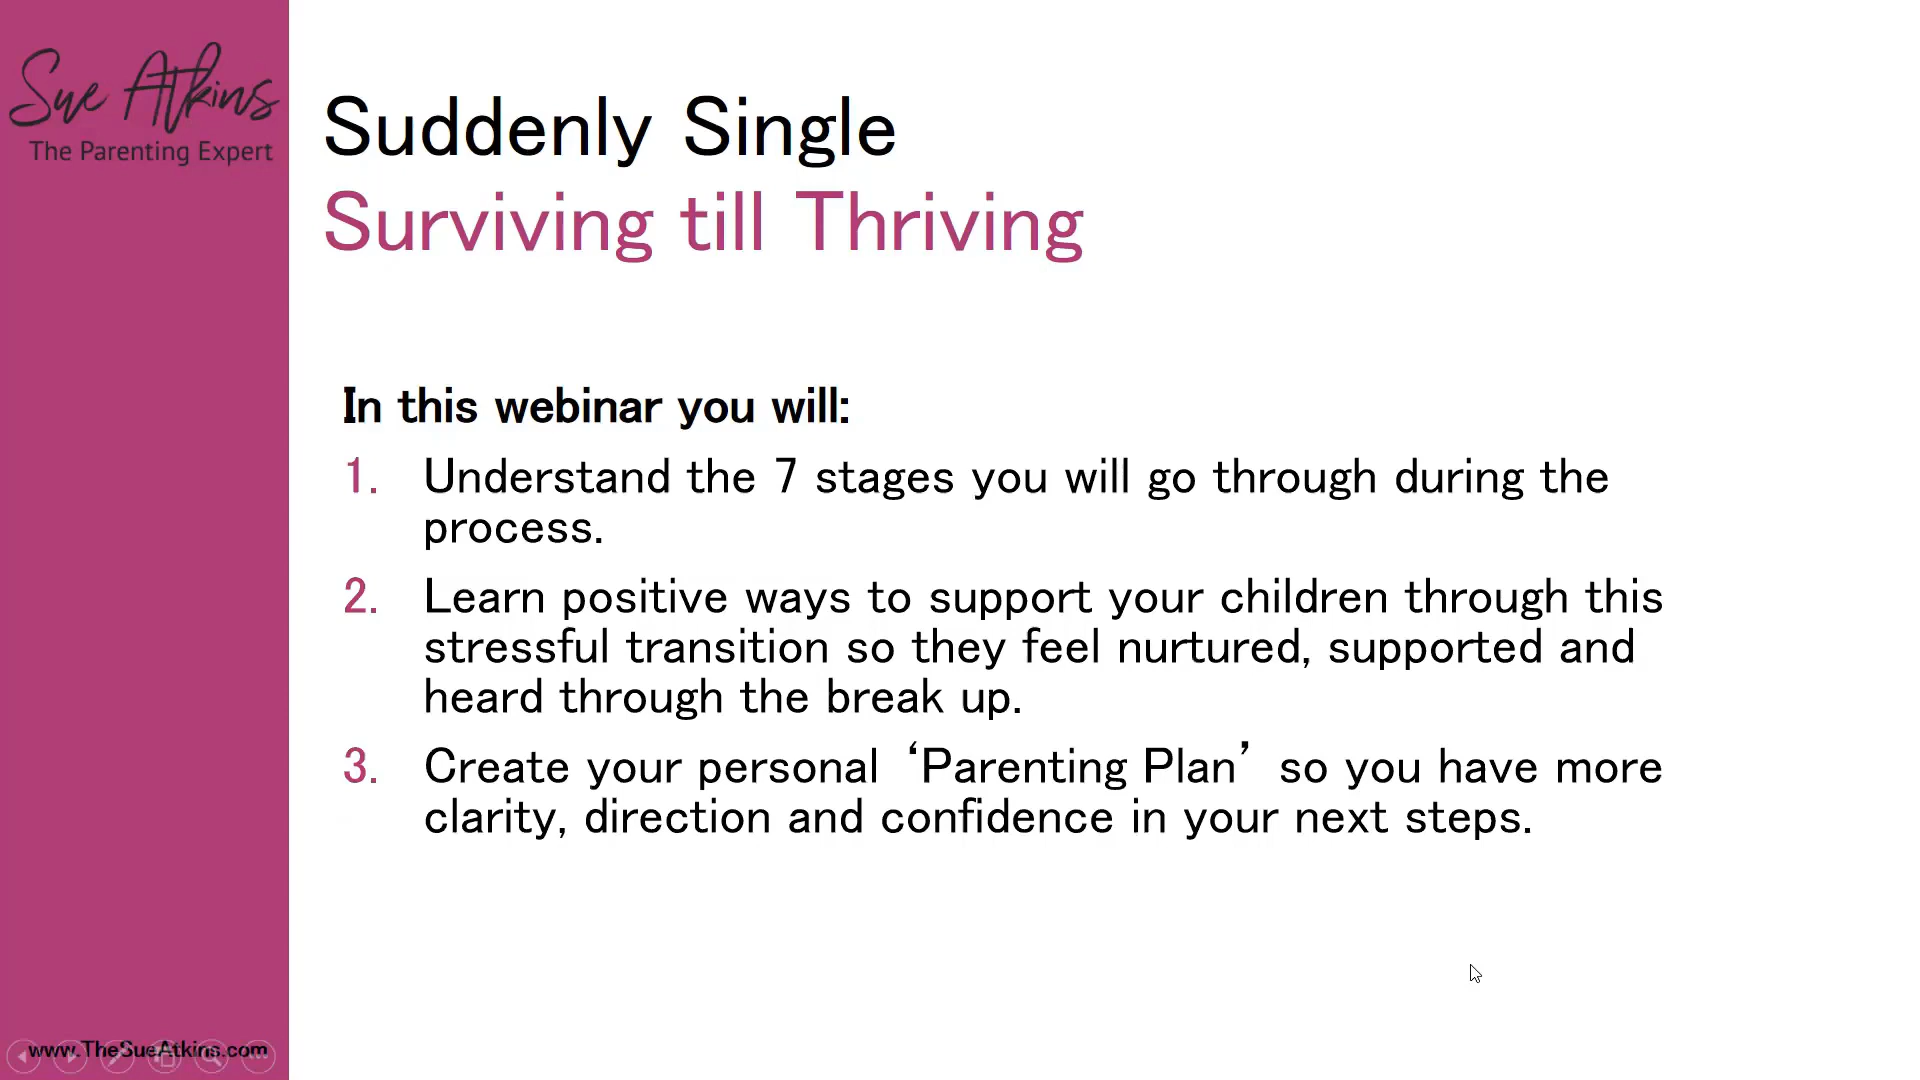 Sue Atkins
The Parenting Expert
Suddenly Single
Surviving till Thriving
In this webinar you will:
1. Understand the 7 stages you will go through during the
process.
2. Learn positive ways to support your children through this
stressful transition so they feel nurtured, supported and
heard through the break up.
3. Create your personal ‘Parenting Plan’ so you have more
clarity, direction and confidence in your next steps.
www.TheSueAtkins.com